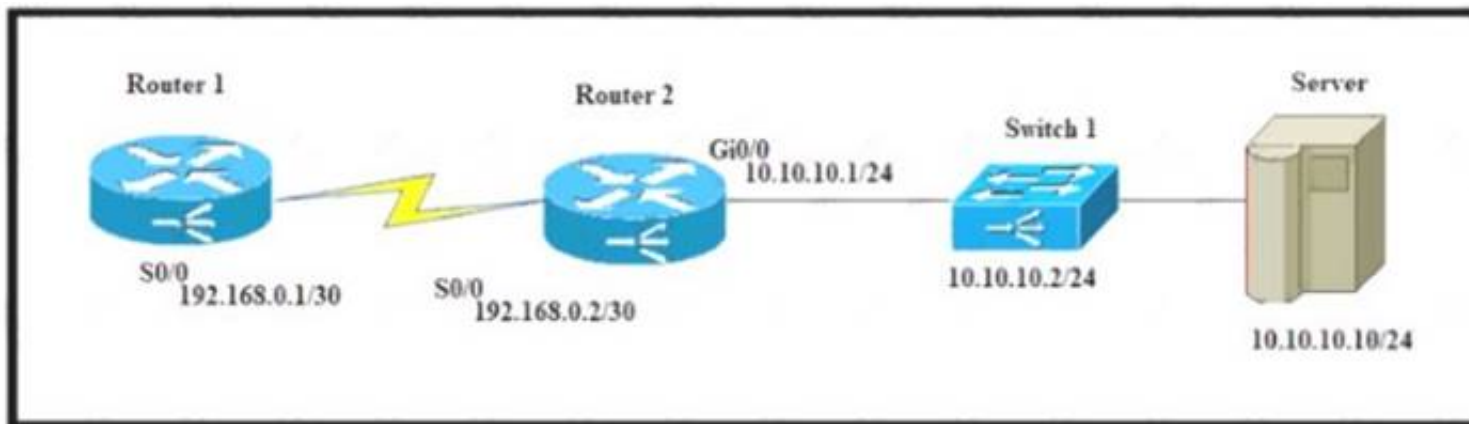 Router 1
Router 2
Server
Switch 1
Gi0/0
10.10.10.1/24
S0/0
192.168.0.1/30
S0/0
192.168.0.2/30
10.10.10.2/24
10.10.10.10/24